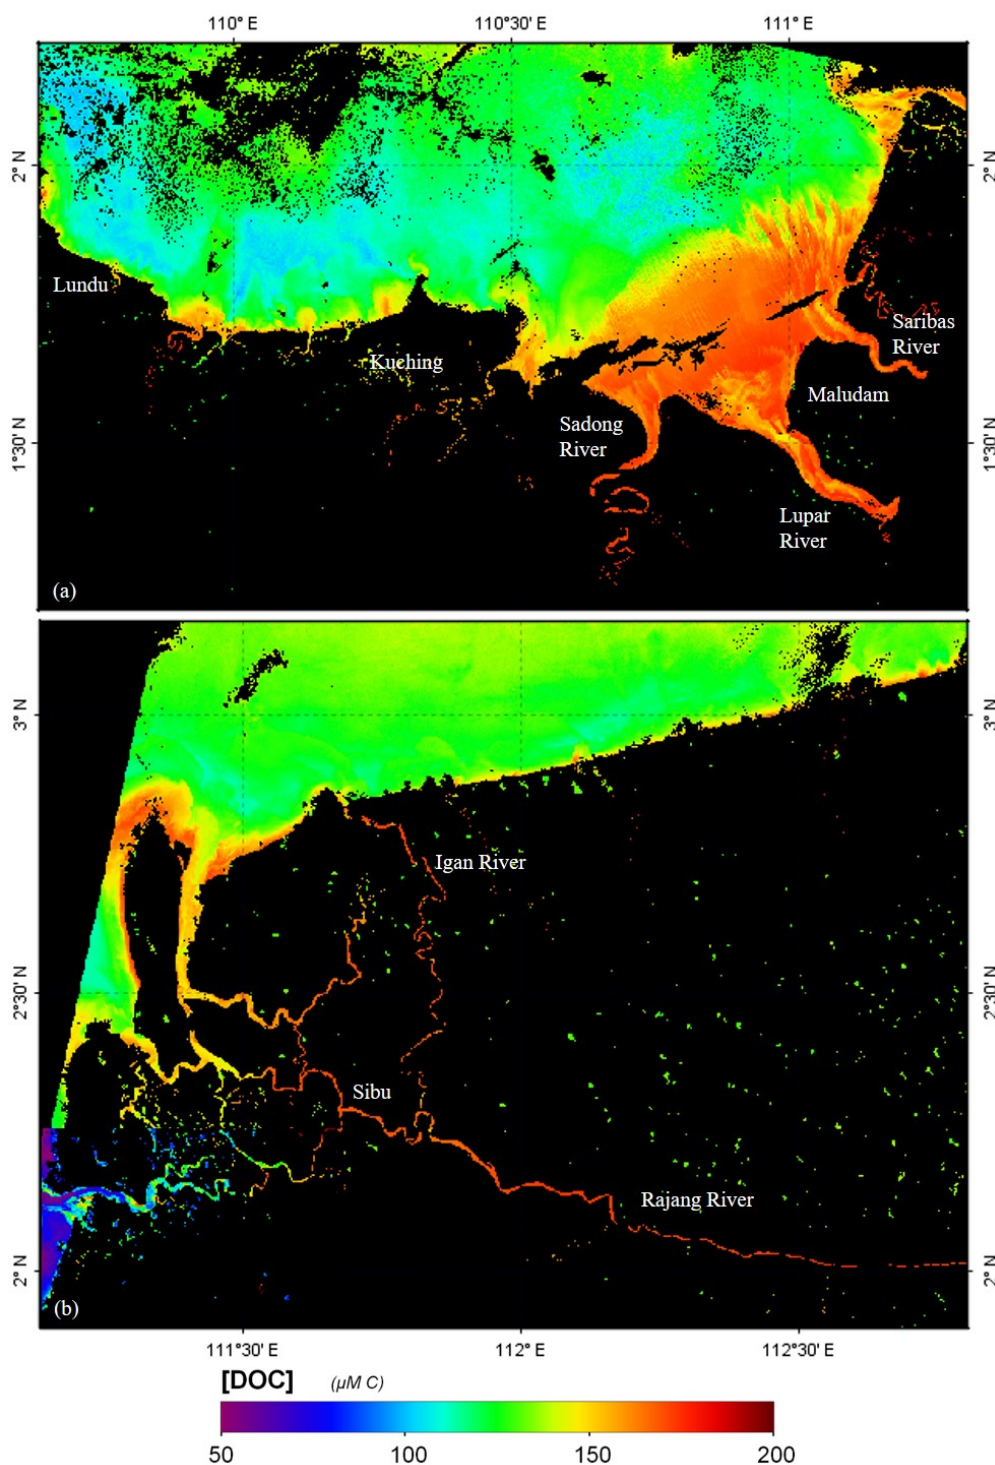 110° E
110°30' E
111° E
2° N
2° N
Lundu
Saribas
River
Kuching
Maludam
Sadong
River
1°30' N
1°30' N
Lupar
River
(a)
3° N
3° N
Igan River
2°30' N
2°30' N
Sibu
Rajang River
2° N
2° N
(b)
111°30' E
112° E
112°30' E
[DOC] (µM C)
50 100 150 200